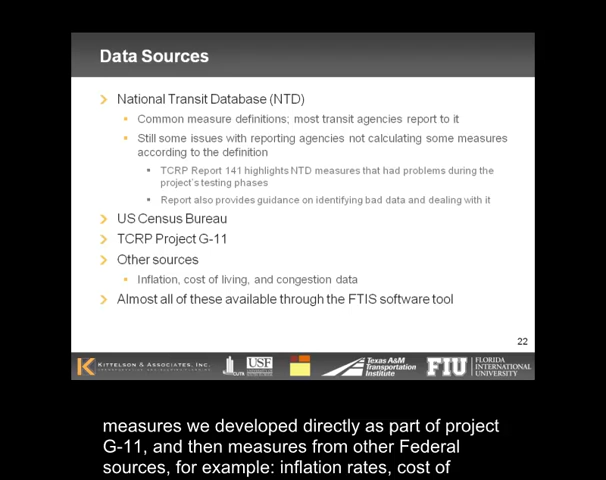 Data Sources
National Transit Database (NTD)
Common measure definitions; most transit agencies report to it
Still some issues with reporting agencies not calculating some measures
according to the definition
TCRP Report 141 highlights NTD measures that had problems during the
project's testing phases
Report also provides guidance on identifying bad data and dealing with it
US Census Bureau
TCRP Project G-11
Other sources
Inflation, cost of living, and congestion data
Almost all of these available through the FTIS software tool
22
KITTELSON & ASSOCIATES, INC.
CUTR
USF
Texas A&M
Transportation
Institute
FIU
FLORIDA
INTERNATIONAL
UNIVERSITY
measures we developed directly as part of project
G-11, and then measures from other Federal
sources, for example: inflation rates, cost of